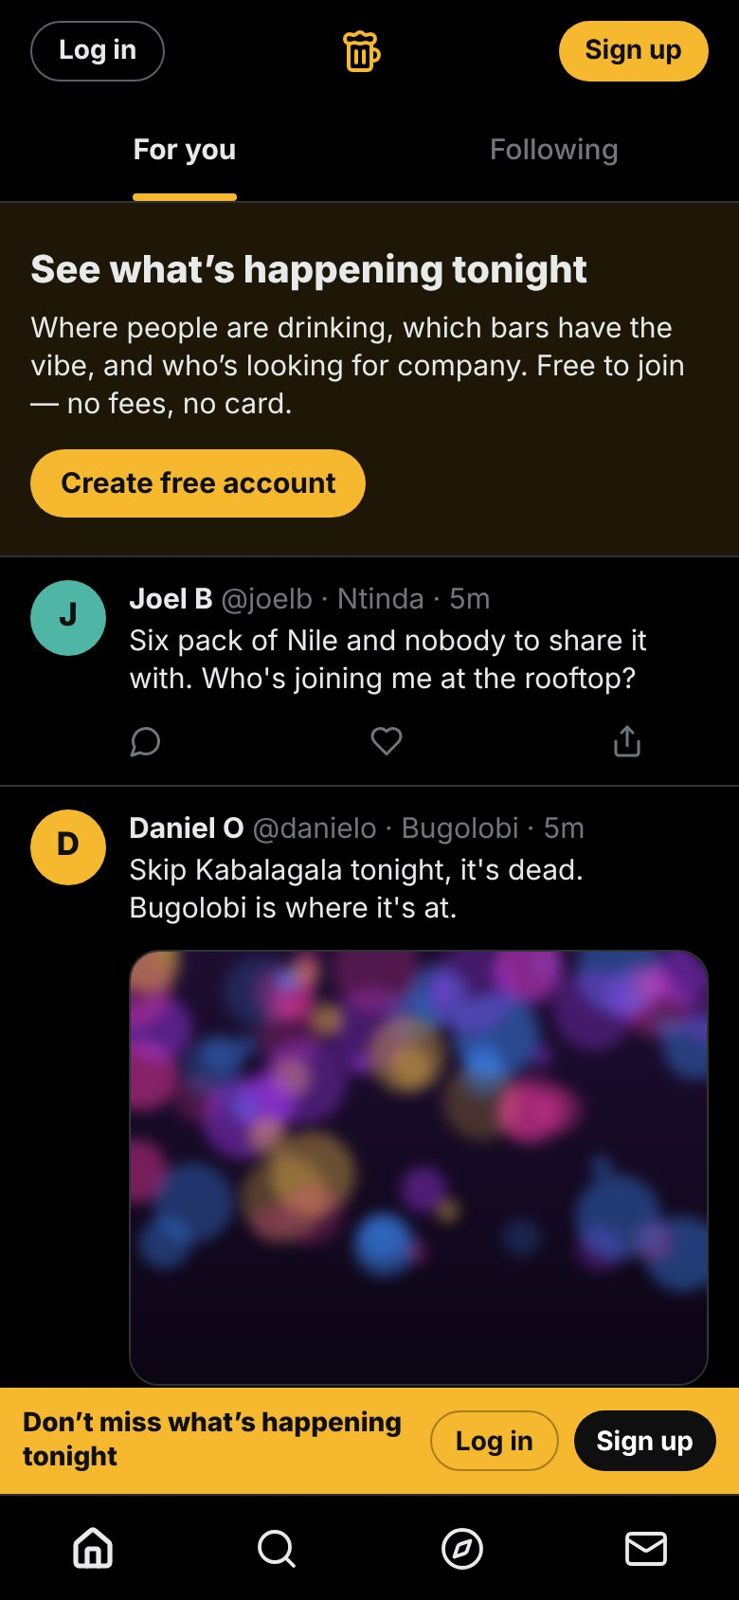 Log in
Sign up
For you
Following
See what’s happening tonight
Where people are drinking, which bars have the
vibe, and who’s looking for company. Free to join
— no fees, no card.
Create free account
J
Joel B @joelb · Ntinda · 5m
Six pack of Nile and nobody to share it
with. Who's joining me at the rooftop?
D
Daniel O @danielo · Bugolobi · 5m
Skip Kabalagala tonight, it's dead.
Bugolobi is where it's at.
Don’t miss what’s happening
tonight
Log in
Sign up